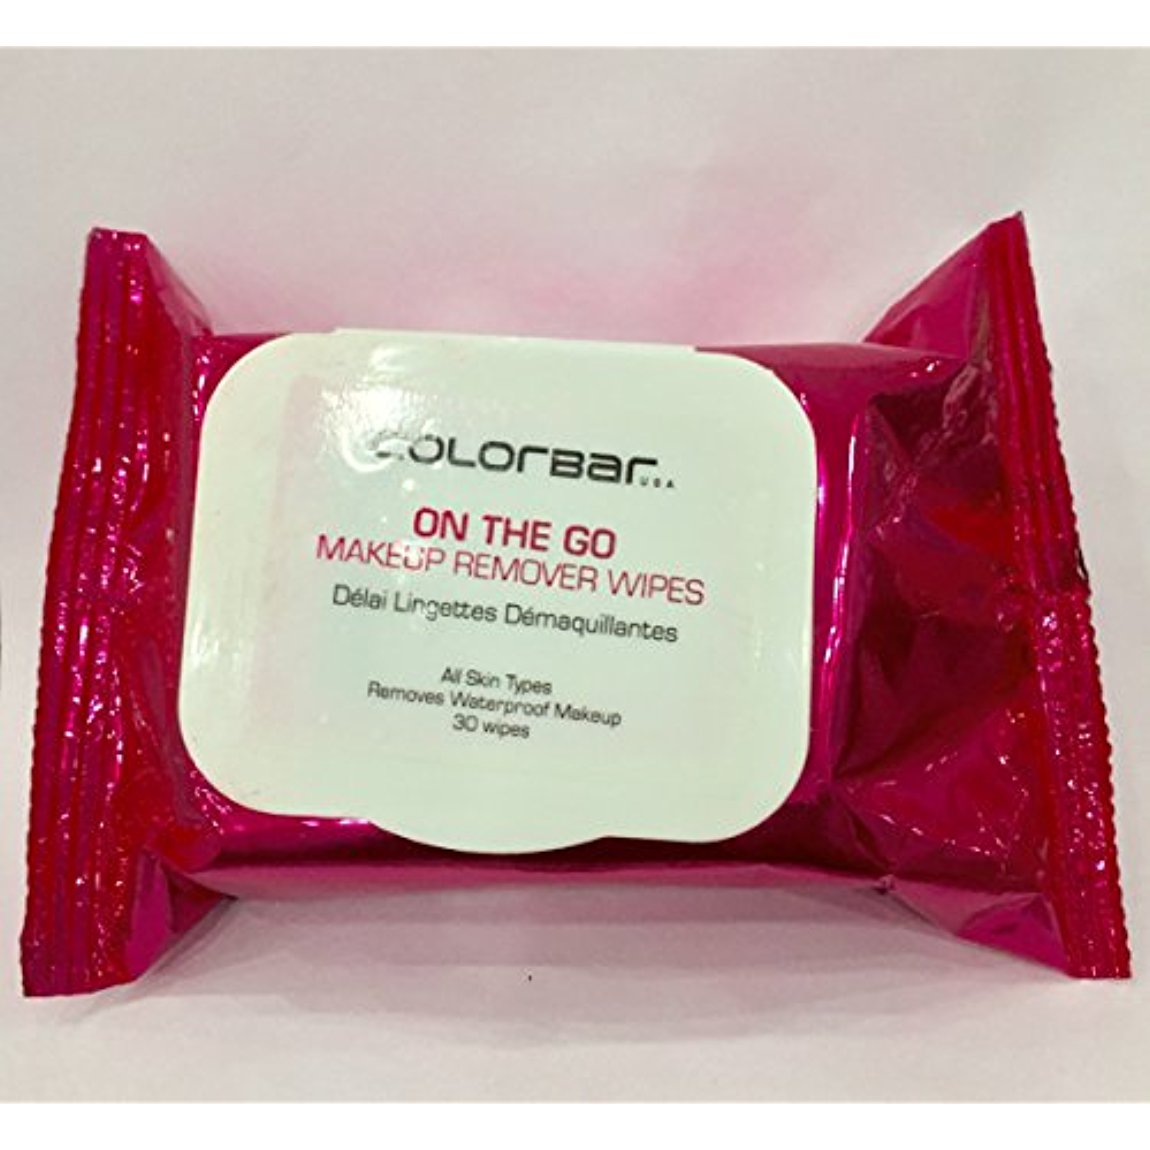 COLORBAR USA
ON THE GO
MAKEUP REMOVER WIPES
Délai Lingettes Démaquillantes
All Skin Types
Removes Waterproof Makeup
30 wipes